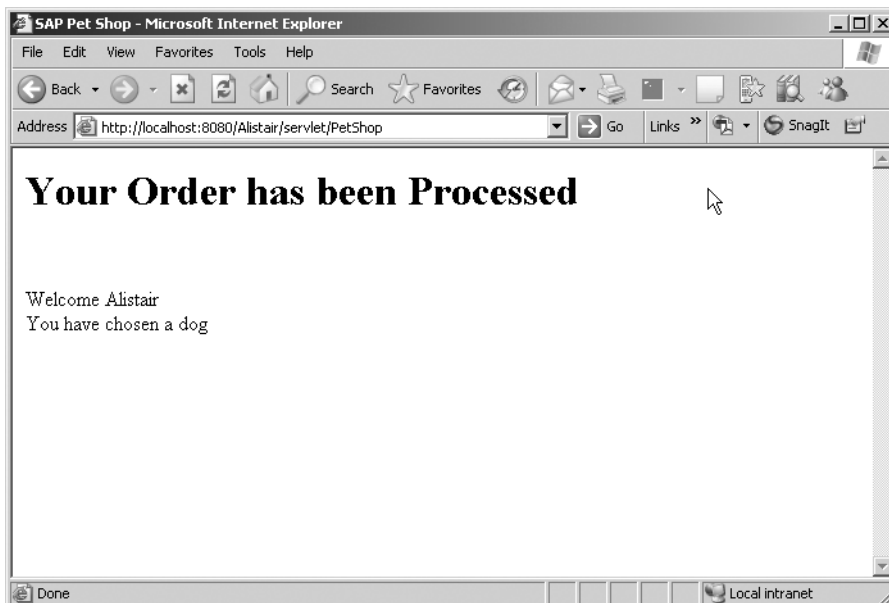 SAP Pet Shop - Microsoft Internet Explorer
File Edit View Favorites Tools Help
Back Search Favorites
Address http://localhost:8080/Alistair/servlet/PetShop Go Links » SnagIt
Your Order has been Processed
Welcome Alistair
You have chosen a dog
Done Local intranet